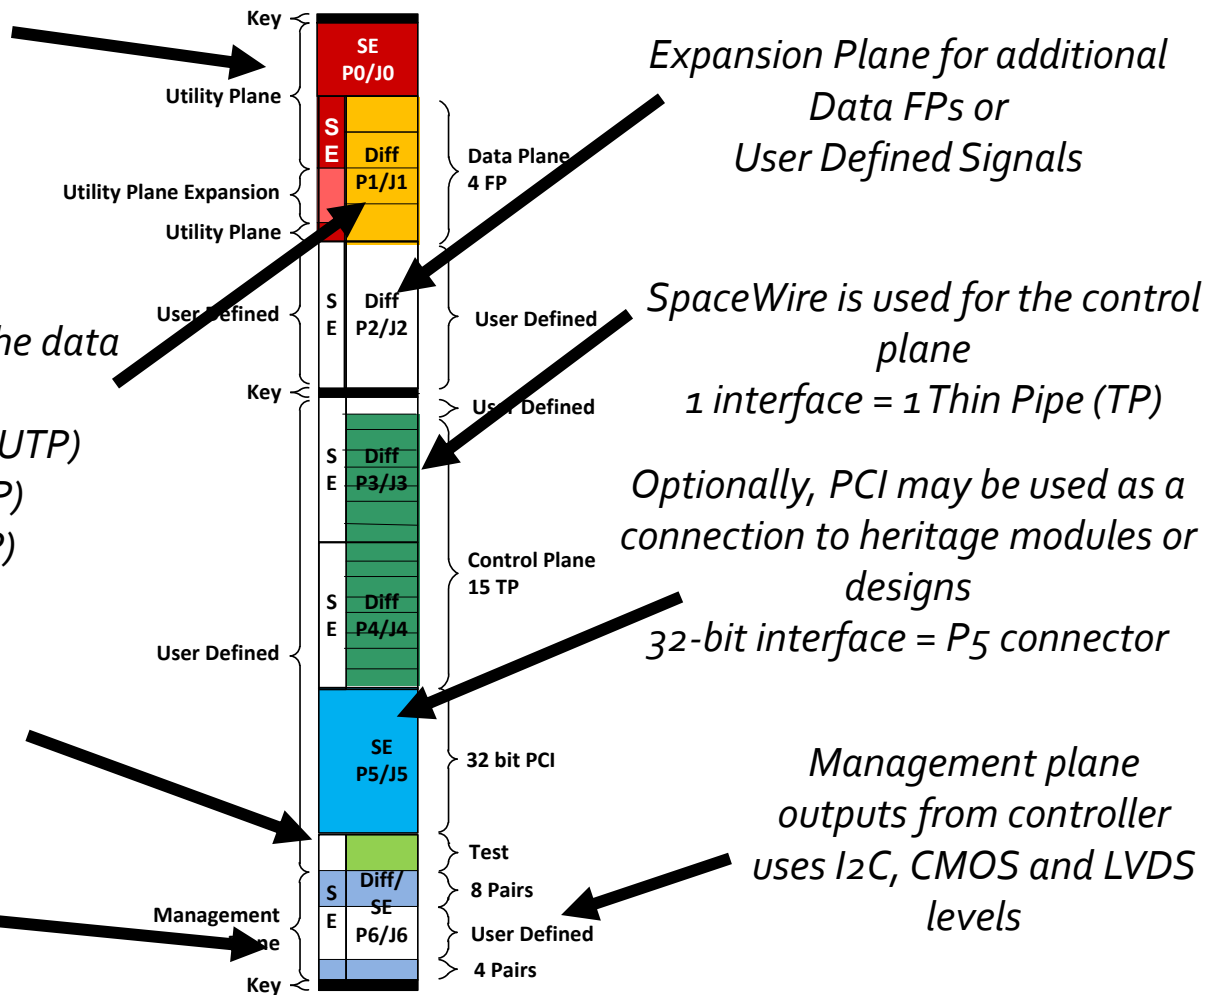 Key
SE
P0/J0
Utility Plane
S
E
Diff
P1/J1
Data Plane
4 FP
Utility Plane Expansion
Utility Plane
S
E
Diff
P2/J2
User Defined
User Defined
Key
User Defined
S
E
Diff
P3/J3
Control Plane
15 TP
S
E
Diff
P4/J4
User Defined
SE
P5/J5
32 bit PCI
Test
S
E
Diff/
SE
P6/J6
8 Pairs
Management
User Defined
4 Pairs
Key
Expansion Plane for additional
Data FPs or
User Defined Signals
SpaceWire is used for the control
plane
1 interface = 1 Thin Pipe (TP)
Optionally, PCI may be used as a
connection to heritage modules or
designs
32-bit interface = P5 connector
Management plane
outputs from controller
uses I2C, CMOS and LVDS
levels
data
UTP)